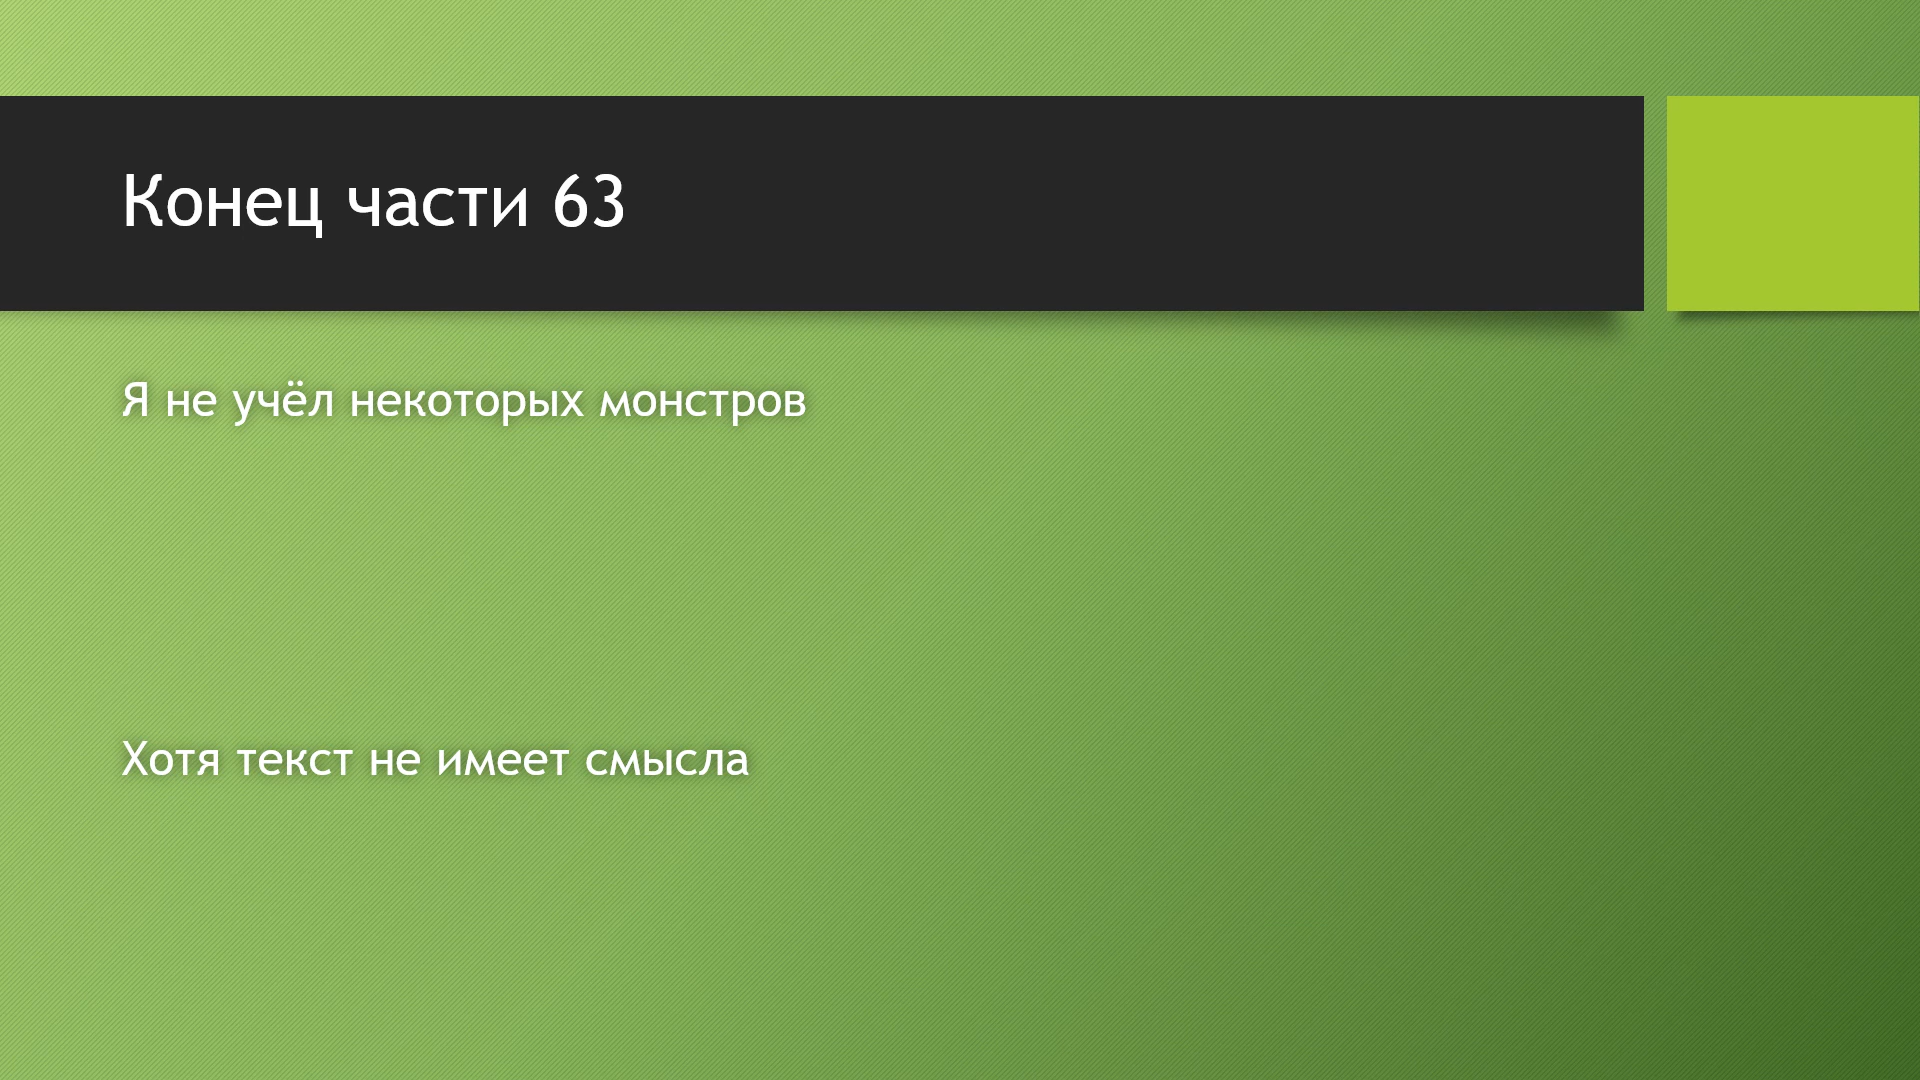 Конец части 63
Я не учёл некоторых монстров
Хотя текст не имеет смысла